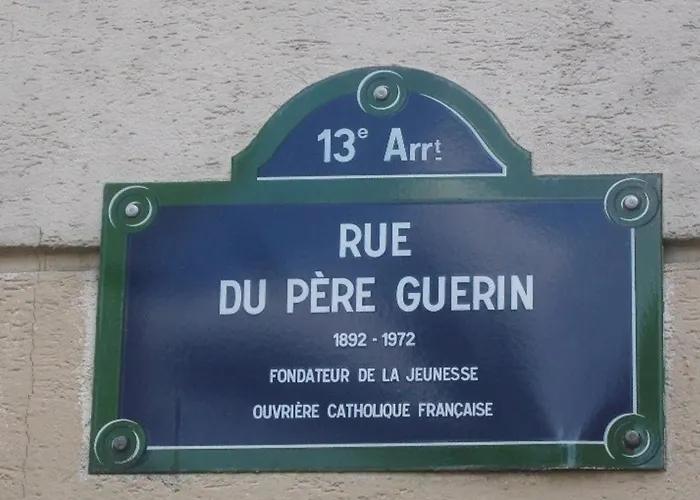 13e Arrt
RUE
DU PÈRE GUERIN
1892 - 1972
FONDATEUR DE LA JEUNESSE
OUVRIÈRE CATHOLIQUE FRANÇAISE